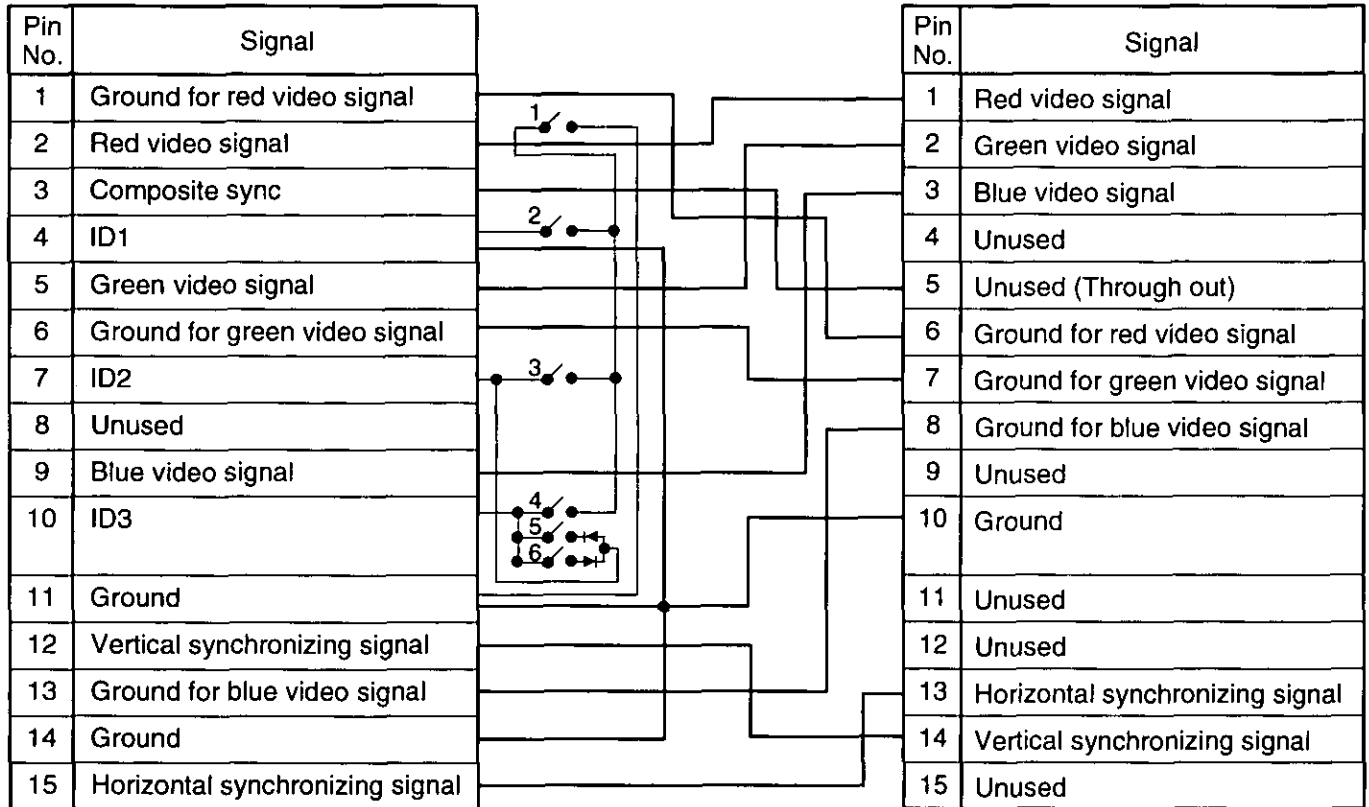 Pin No. Signal
1 Ground for red video signal
2 Red video signal
3 Composite sync
4 ID1
5 Green video signal
6 Ground for green video signal
7 ID2
8 Unused
9 Blue video signal
10 ID3
11 Ground
12 Vertical synchronizing signal
13 Ground for blue video signal
14 Ground
15 Horizontal synchronizing signal
1
2
3
4
5
6
Pin No. Signal
1 Red video signal
2 Green video signal
3 Blue video signal
4 Unused
5 Unused (Through out)
6 Ground for red video signal
7 Ground for green video signal
8 Ground for blue video signal
9 Unused
10 Ground
11 Unused
12 Unused
13 Horizontal synchronizing signal
14 Vertical synchronizing signal
15 Unused